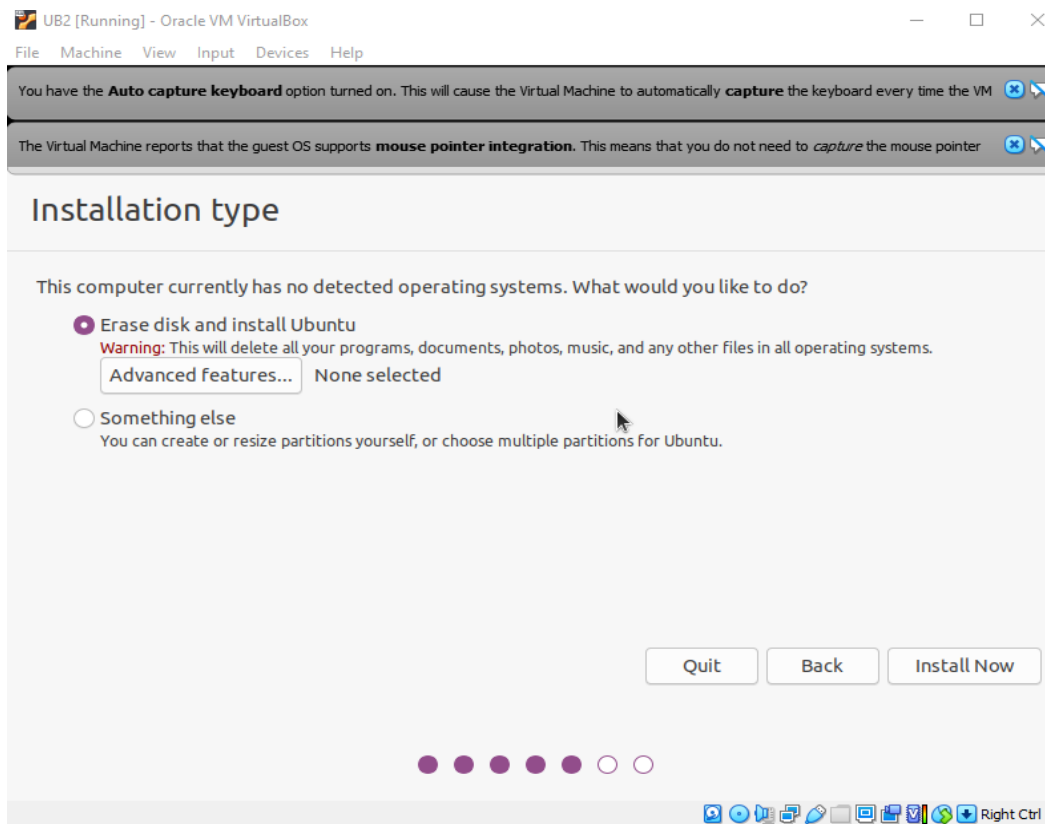 UB2 [Running] - Oracle VM VirtualBox
File Machine View Input Devices Help
You have the Auto capture keyboard option turned on. This will cause the Virtual Machine to automatically capture the keyboard every time the VM
The Virtual Machine reports that the guest OS supports mouse pointer integration. This means that you do not need to capture the mouse pointer
Installation type
This computer currently has no detected operating systems. What would you like to do?
Erase disk and install Ubuntu
Warning: This will delete all your programs, documents, photos, music, and any other files in all operating systems.
Advanced features... None selected
Something else
You can create or resize partitions yourself, or choose multiple partitions for Ubuntu.
Quit Back Install Now
Right Ctrl